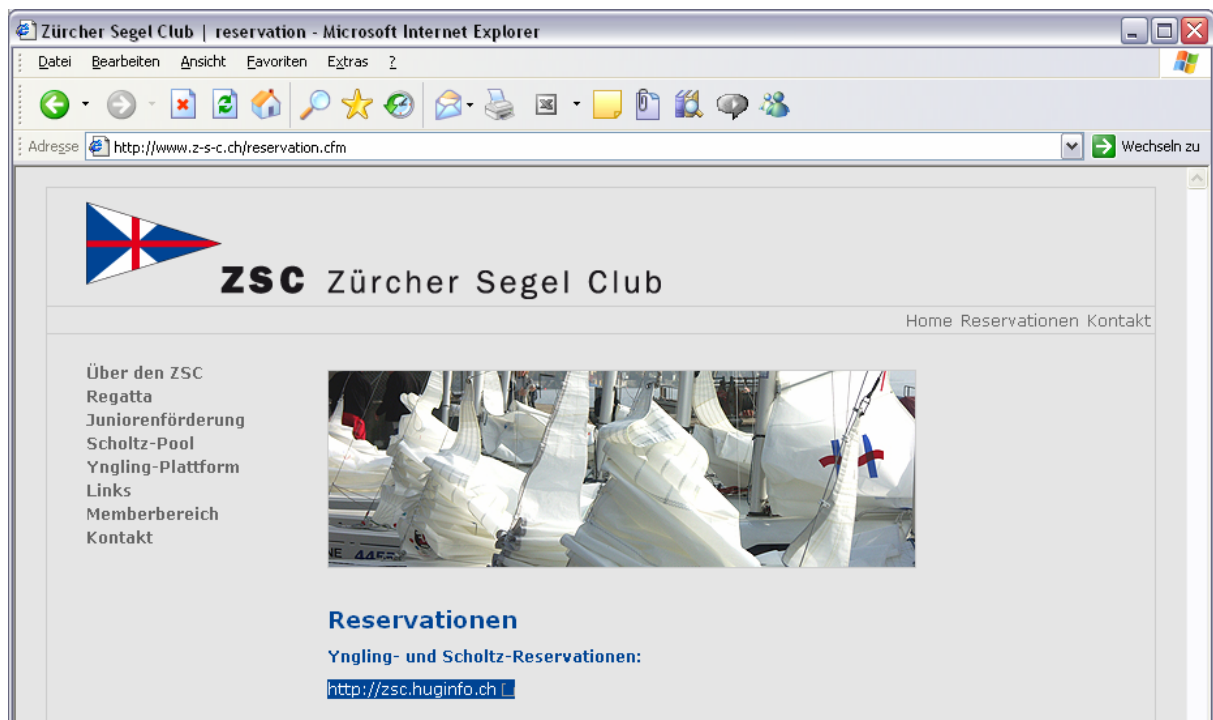 Zürcher Segel Club | reservation - Microsoft Internet Explorer
Datei Bearbeiten Ansicht Favoriten Extras ?
Adresse http://www.z-s-c.ch/reservation.cfm Wechseln zu
ZSC Zürcher Segel Club
Home Reservationen Kontakt
Über den ZSC
Regatta
Juniorenförderung
Scholtz-Pool
Yngling-Plattform
Links
Memberbereich
Kontakt
Reservationen
Yngling- und Scholtz-Reservationen:
http://zsc.huginfo.ch